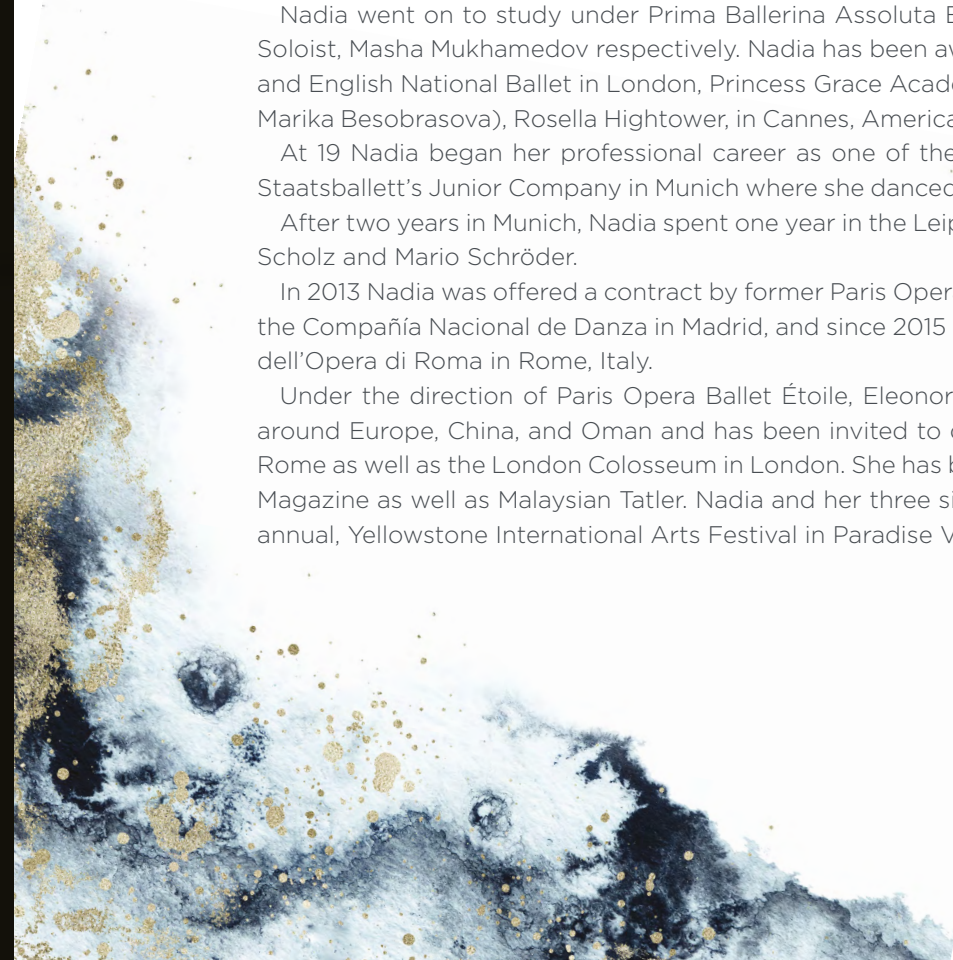 Nadia went on to study under Prima Ballerina Assoluta
Soloist, Masha Mukhamedov respectively. Nadia has been
and English National Ballet in London, Princess Grace
Marika Besobrasova), Rosella Hightower, in Cannes,
At 19 Nadia began her professional career as one of the
Staatsballett’s Junior Company in Munich where she danced
After two years in Munich, Nadia spent one year in the
Scholz and Mario Schröder.
In 2013 Nadia was offered a contract by former Paris
the Compañía Nacional de Danza in Madrid, and since 2015
dell’Opera di Roma in Rome, Italy.
Under the direction of Paris Opera Ballet Étoile,
around Europe, China, and Oman and has been invited to
Rome as well as the London Colosseum in London. She has
Magazine as well as Malaysian Tatler. Nadia and her three
annual, Yellowstone International Arts Festival in Paradise